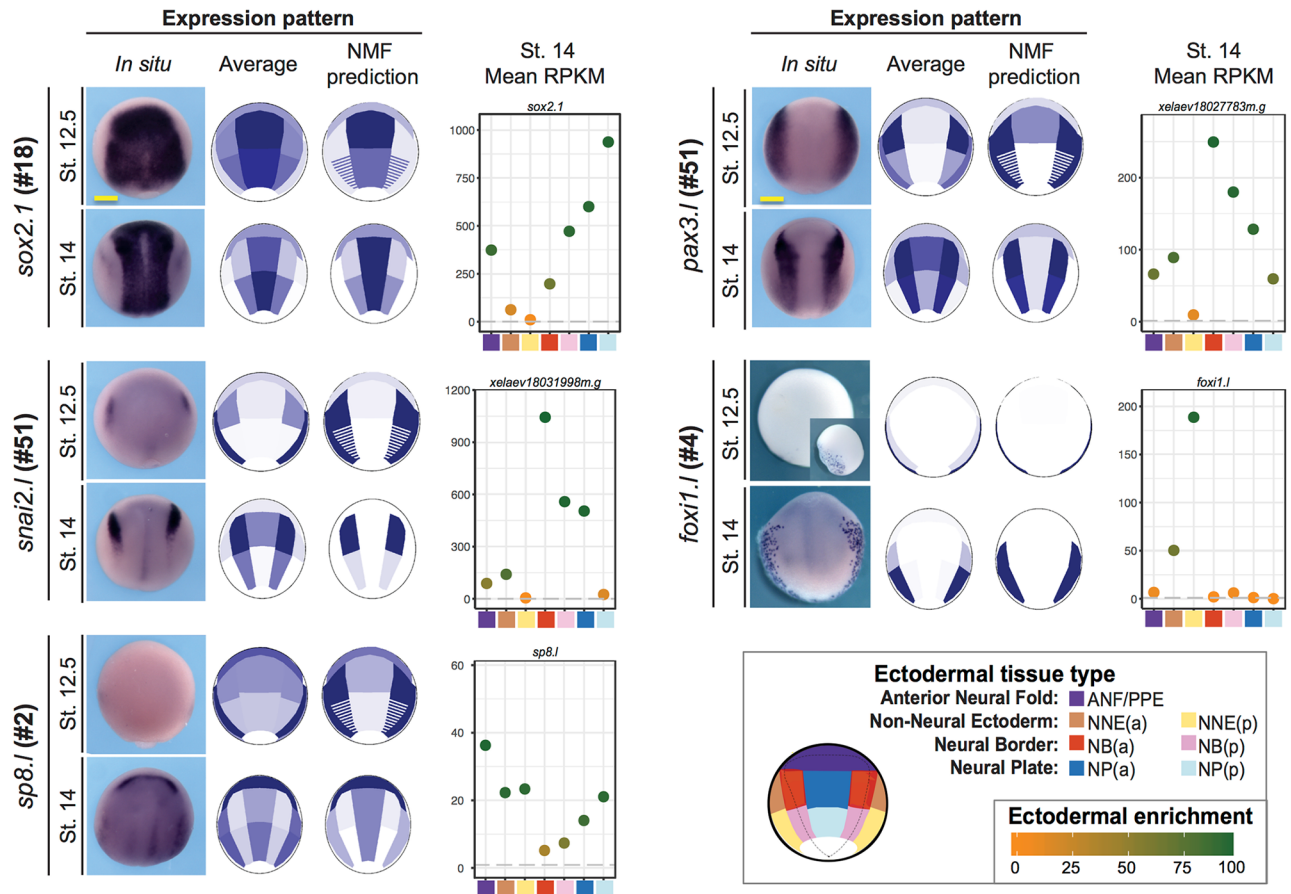 Expression pattern
In situ
Average
NMF
prediction
St. 14
Mean RPKM
sox2.1 (#18)
St. 12.5
St. 14
sox2.1
1000
750
500
250
0
snai2.l (#51)
St. 12.5
St. 14
xelaev18031998m.g
1200
900
600
300
0
sp8.l (#2)
St. 12.5
St. 14
sp8.l
60
40
20
0
Expression pattern
In situ
Average
NMF
prediction
St. 14
Mean RPKM
pax3.l (#51)
St. 12.5
St. 14
xelaev18027783m.g
200
100
0
foxi1.l (#4)
St. 12.5
St. 14
foxi1.l
200
150
100
50
0
Ectodermal tissue type
Anterior Neural Fold: ANF/PPE
Non-Neural Ectoderm: NNE(a) NNE(p)
Neural Border: NB(a) NB(p)
Neural Plate: NP(a) NP(p)
Ectodermal enrichment
0 25 50 75 100